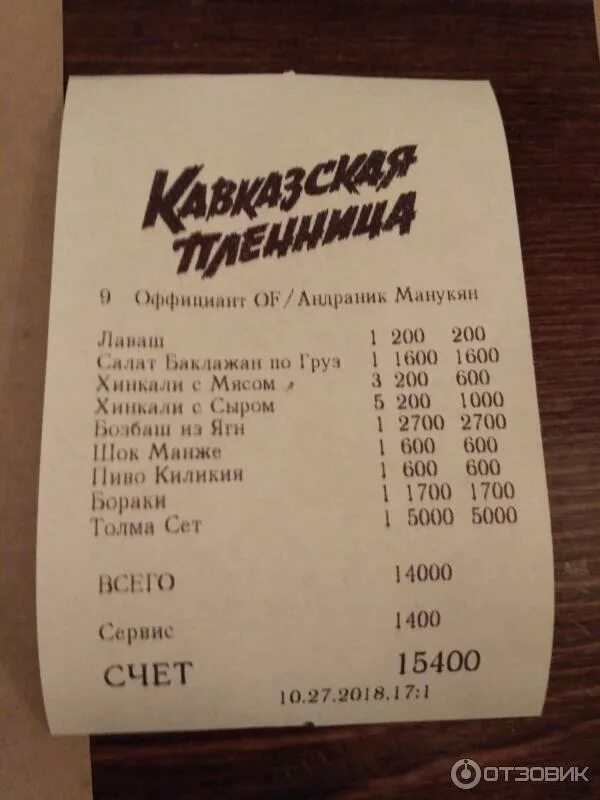 КАВКАЗСКАЯ
ПЛЕННИЦА
9 Оффициант OF/Андраник Манукян
Лаваш 1 200 200
Салат Баклажан по Груз 1 1600 1600
Хинкали с Мясом 3 200 600
Хинкали с Сыром 5 200 1000
Бозбаш из Ягн 1 2700 2700
Шок Манже 1 600 600
Пиво Киликия 1 600 600
Бораки 1 1700 1700
Толма Сет 1 5000 5000
ВСЕГО 14000
Сервис 1400
СЧЕТ 15400
10.27.2018,17:1
ОТЗОВИК